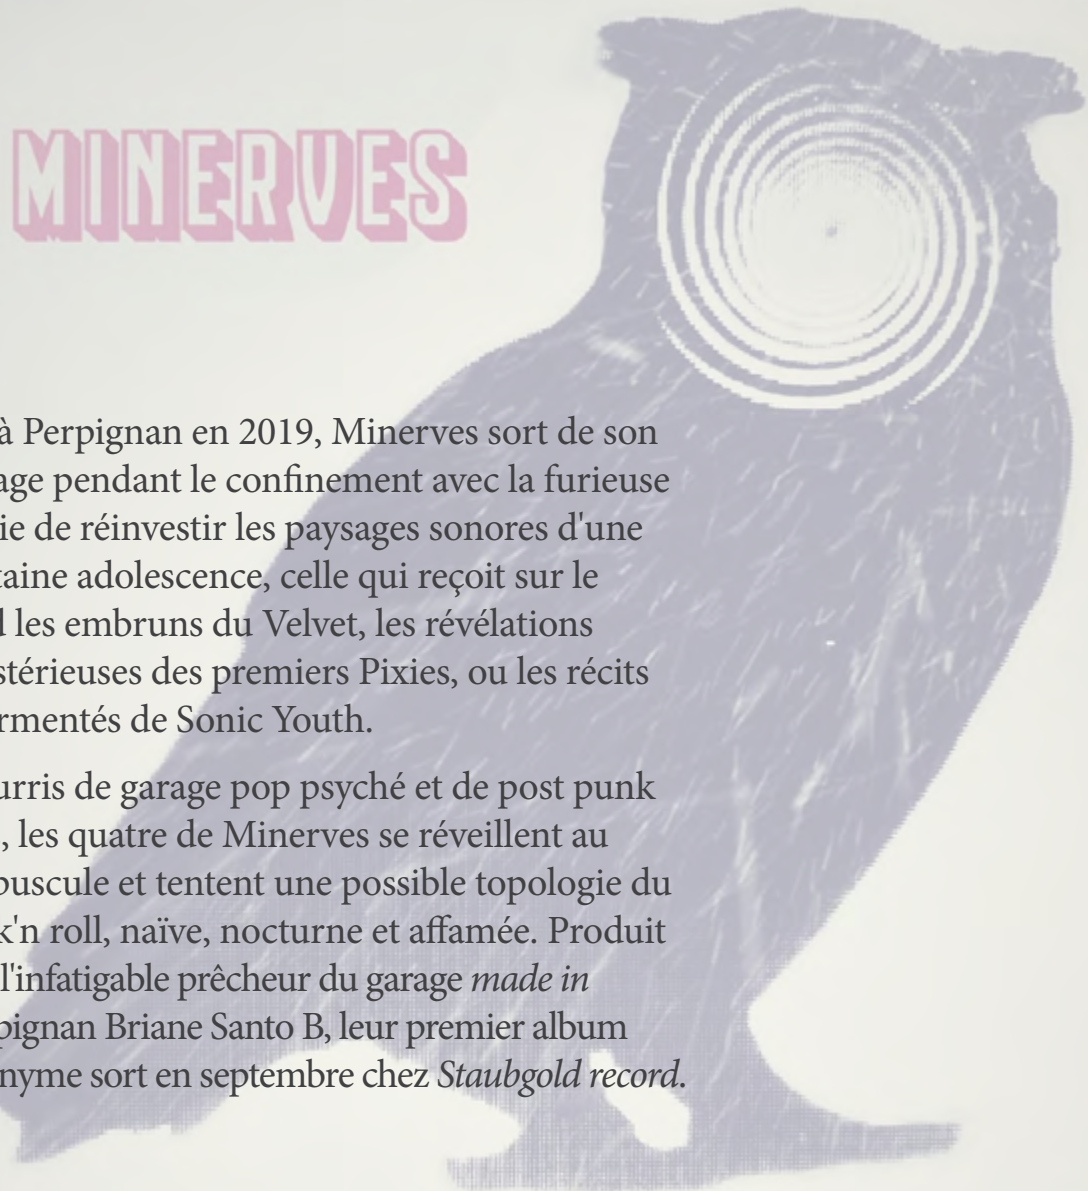 MINERVES
à Perpignan en 2019, Minerves sort de son
age pendant le confinement avec la furieuse
ie de réinvestir les paysages sonores d'une
taine adolescence, celle qui reçoit sur le
les embruns du Velvet, les révélations
stérieuses des premiers Pixies, ou les récits
rmentés de Sonic Youth.
urris de garage pop psyché et de post punk
, les quatre de Minerves se réveillent au
puscule et tentent une possible topologie du
k'n roll, naïve, nocturne et affamée. Produit
l'infatigable prêcheur du garage made in
pignan Briane Santo B, leur premier album
nyme sort en septembre chez Staubgold record.